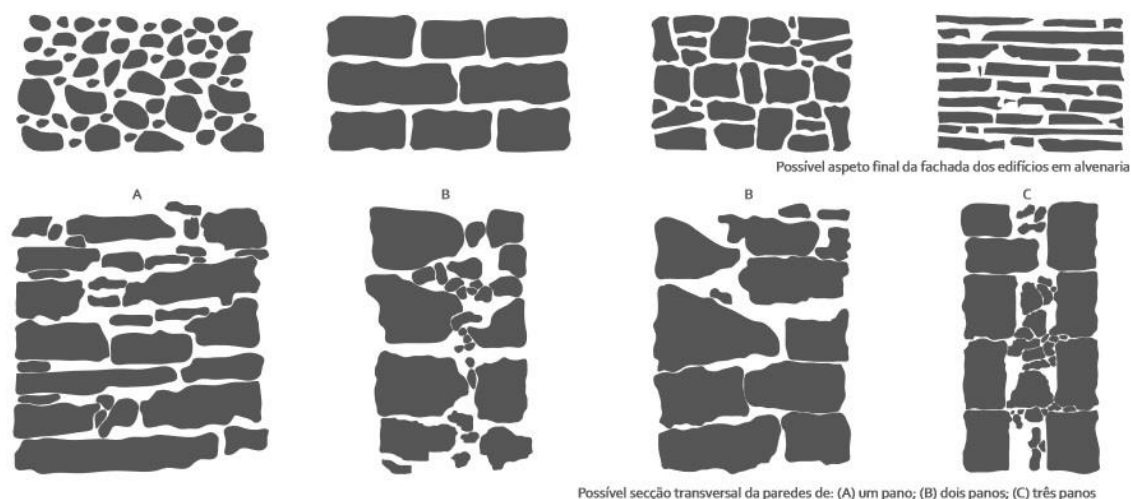 Possível aspeto final da fachada dos edifícios em alvenaria
A
B
B
C
Possível secção transversal da paredes de: (A) um pano; (B) dois panos; (C) três panos